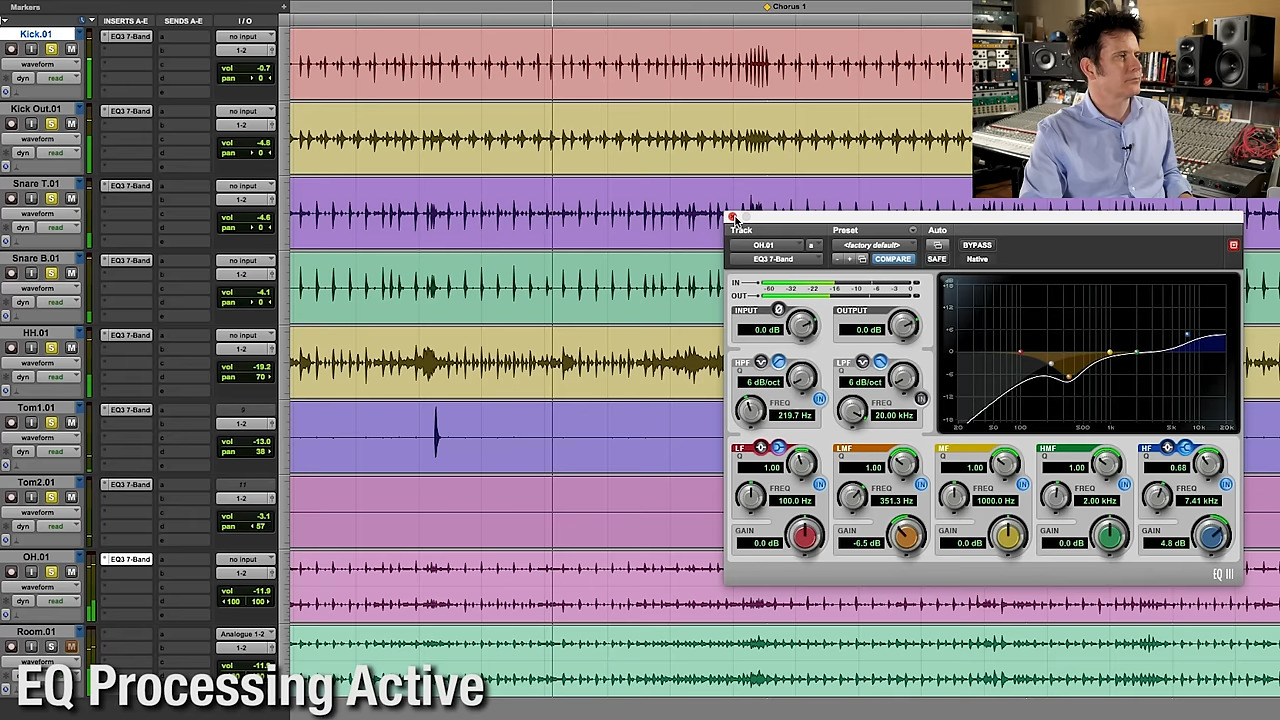 Markers
INSERTS A-E SENDS A-E I / O
Chorus 1
Kick.01
EQ3 7-Band a no input
I S M b 1-2
waveform c vol -0.7
dyn read d pan 0
e
Kick Out.01
EQ3 7-Band a no input
I S M b 1-2
waveform c vol -4.8
dyn read d pan 0
e
Snare T.01
EQ3 7-Band a no input
I S M b 1-2
waveform c vol -4.6
dyn read d pan 0
e
Snare B.01
EQ3 7-Band a no input
I S M b 1-2
waveform c vol -4.1
dyn read d pan 0
e
HH.01
EQ3 7-Band a no input
I S M b 1-2
waveform c vol -19.2
dyn read d pan 70
e
Tom1.01
EQ3 7-Band a 9
I S M b 1-2
waveform c vol -13.0
dyn read d pan 38
e
Tom2.01
EQ3 7-Band a 11
I S M b 1-2
waveform c vol -3.1
dyn read d pan 57
e
OH.01
EQ3 7-Band a no input
I S M b 1-2
waveform c vol -11.9
dyn read d 100 100
e
Room.01
a Analogue 1-2
I S M b 1-2
waveform c vol
Track Preset Auto
OH.01 a <factory default> BYPASS
EQ3 7-Band - + COMPARE SAFE Native
IN
-60 -32 -22 -16 -10 -6 -3 0
OUT
INPUT Ø OUTPUT
0.0 dB 0.0 dB
HPF LPF
Q Q
6 dB/oct 6 dB/oct
IN IN
FREQ FREQ
219.7 Hz 20.00 kHz
dB
+18
+12
+6
0
-6
-12
-18
20 50 100 500 1k 5k 10k 20k
LF LMF MF HMF HF
Q Q Q Q Q
1.00 1.00 1.00 1.00 0.68
IN IN IN IN IN
FREQ FREQ FREQ FREQ FREQ
100.0 Hz 351.3 Hz 1000.0 Hz 2.00 kHz 7.41 kHz
GAIN GAIN GAIN GAIN GAIN
0.0 dB -6.5 dB 0.0 dB 0.0 dB 4.8 dB
EQ III
EQ Processing Active